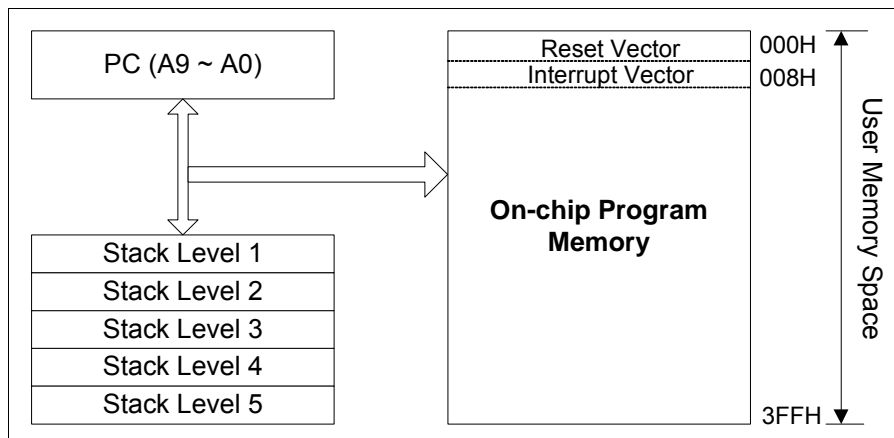 PC (A9 ~ A0)
Stack Level 1
Stack Level 2
Stack Level 3
Stack Level 4
Stack Level 5
Reset Vector
000H
Interrupt Vector
008H
On-chip Program
Memory
3FFH
User Memory Space